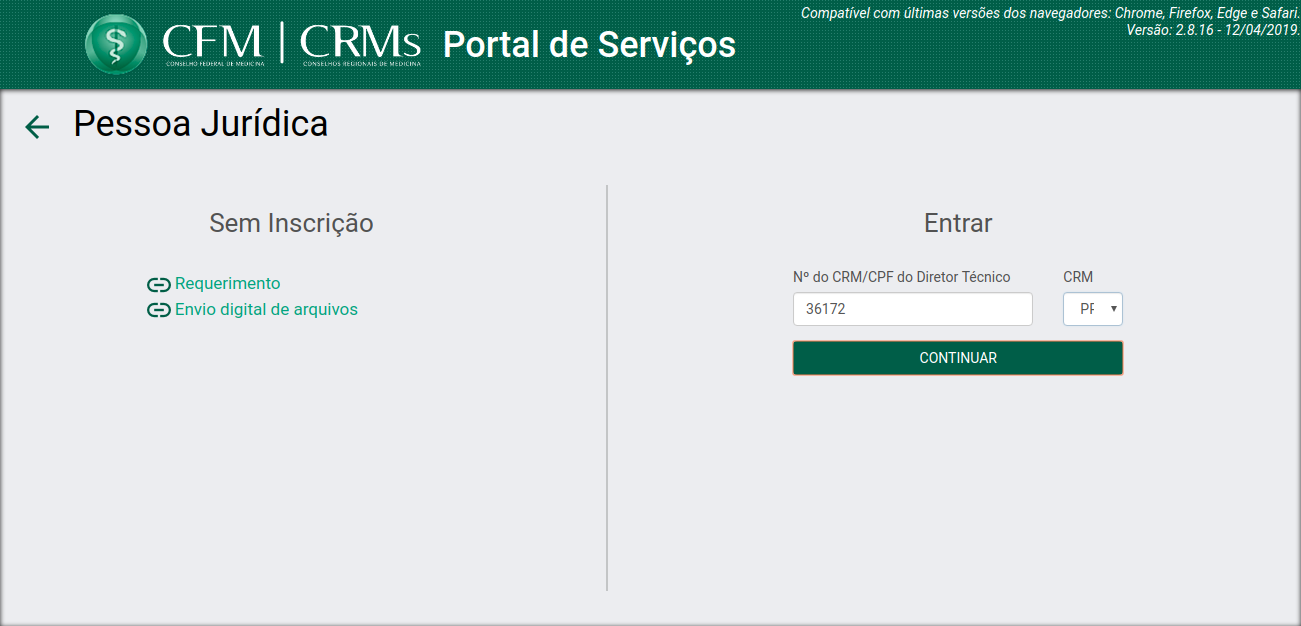 Compatível com últimas versões dos navegadores: Chrome, Firefox, Edge e Safari.
Versão: 2.8.16 - 12/04/2019.
CFM | CRMs Portal de Serviços
CONSELHO FEDERAL DE MEDICINA CONSELHOS REGIONAIS DE MEDICINA
Pessoa Jurídica
Sem Inscrição
Requerimento
Envio digital de arquivos
Entrar
Nº do CRM/CPF do Diretor Técnico CRM
36172 PR
CONTINUAR